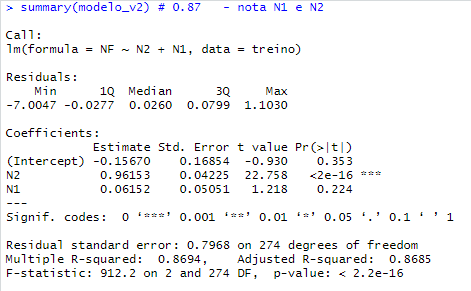 > summary(modelo_v2) # 0.87   - nota N1 e N2
Call:
lm(formula = NF ~ N2 + N1, data = treino)
Residuals:
    Min      1Q  Median      3Q     Max
-7.0047 -0.0277  0.0260  0.0799  1.1030
Coefficients:
            Estimate Std. Error t value Pr(>|t|)
(Intercept) -0.15670    0.16854  -0.930    0.353
N2           0.96153    0.04225  22.758   <2e-16 ***
N1           0.06152    0.05051   1.218    0.224
---
Signif. codes:  0 ‘***’ 0.001 ‘**’ 0.01 ‘*’ 0.05 ‘.’ 0.1 ‘ ’ 1
Residual standard error: 0.7968 on 274 degrees of freedom
Multiple R-squared:  0.8694,    Adjusted R-squared:  0.8685
F-statistic: 912.2 on 2 and 274 DF,  p-value: < 2.2e-16